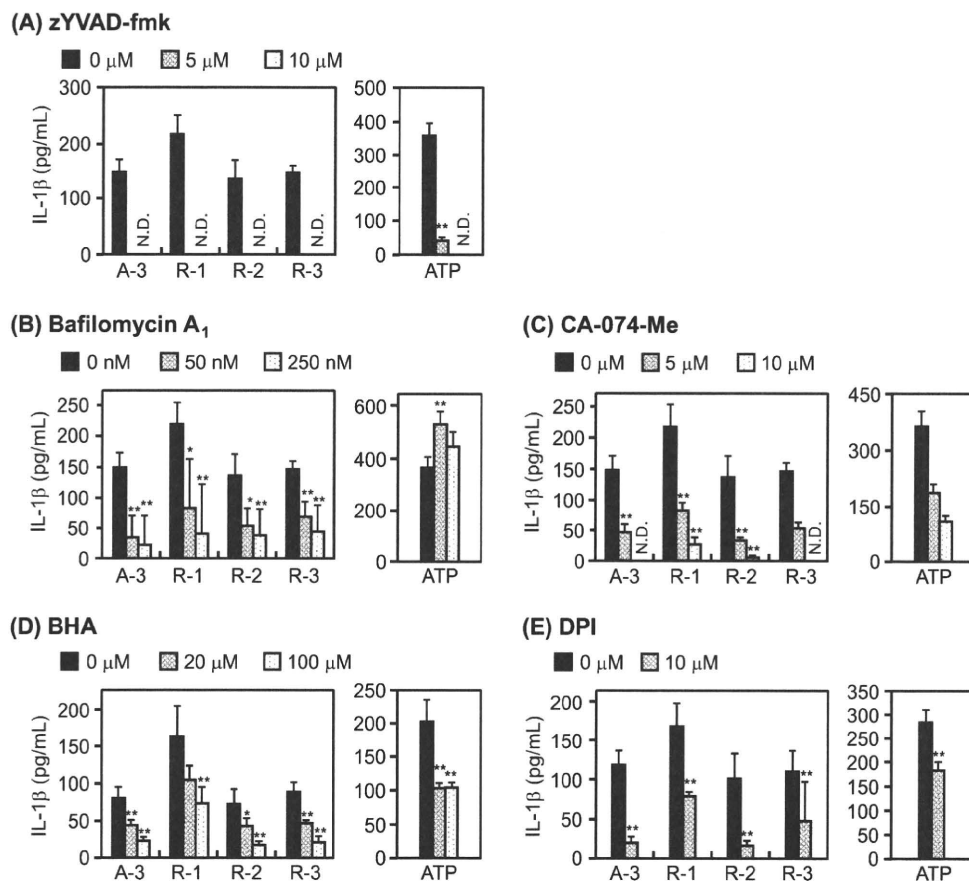 (A) zYVAD-fmk
0 μM 5 μM 10 μM
IL-1β (pg/mL)
300
200
100
0
N.D. N.D. N.D. N.D.
A-3 R-1 R-2 R-3
500
400
300
200
100
0
** N.D.
ATP
(B) Bafilomycin A1
0 nM 50 nM 250 nM
IL-1β (pg/mL)
250
200
150
100
50
0
** ** * ** * ** ** **
A-3 R-1 R-2 R-3
600
400
200
0
**
ATP
(C) CA-074-Me
0 μM 5 μM 10 μM
IL-1β (pg/mL)
250
200
150
100
50
0
** N.D. ** ** ** ** N.D.
A-3 R-1 R-2 R-3
450
300
150
0
ATP
(D) BHA
0 μM 20 μM 100 μM
IL-1β (pg/mL)
200
150
100
50
0
** ** ** * ** ** **
A-3 R-1 R-2 R-3
250
200
150
100
50
0
** **
ATP
(E) DPI
0 μM 10 μM
IL-1β (pg/mL)
200
150
100
50
0
** ** ** **
A-3 R-1 R-2 R-3
350
300
250
200
150
100
50
0
**
ATP